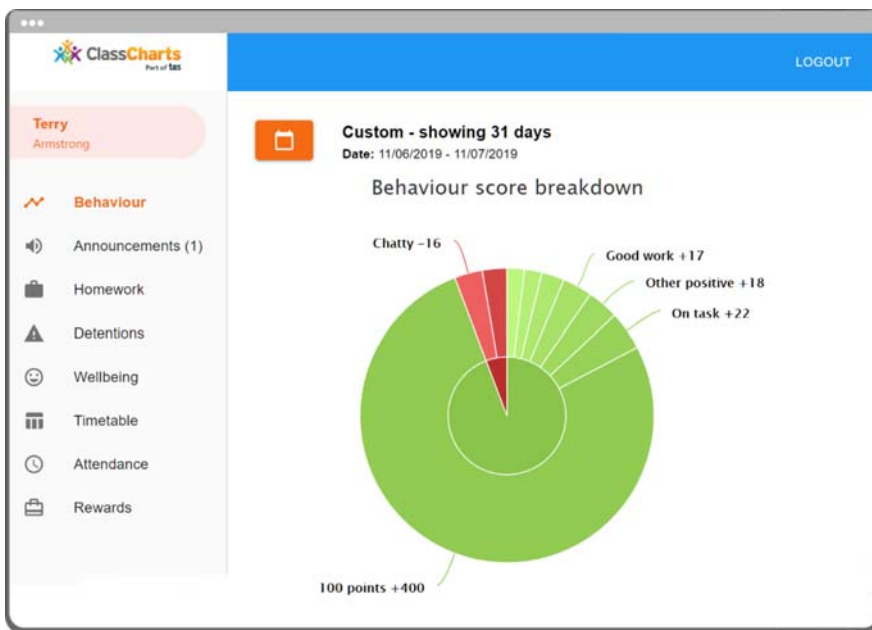 ClassCharts
Part of tes
LOGOUT
Terry
Armstrong
Behaviour
Announcements (1)
Homework
Detentions
Wellbeing
Timetable
Attendance
Rewards
Custom - showing 31 days
Date: 11/06/2019 - 11/07/2019
Behaviour score breakdown
Chatty -16
Good work +17
Other positive +18
On task +22
100 points +400